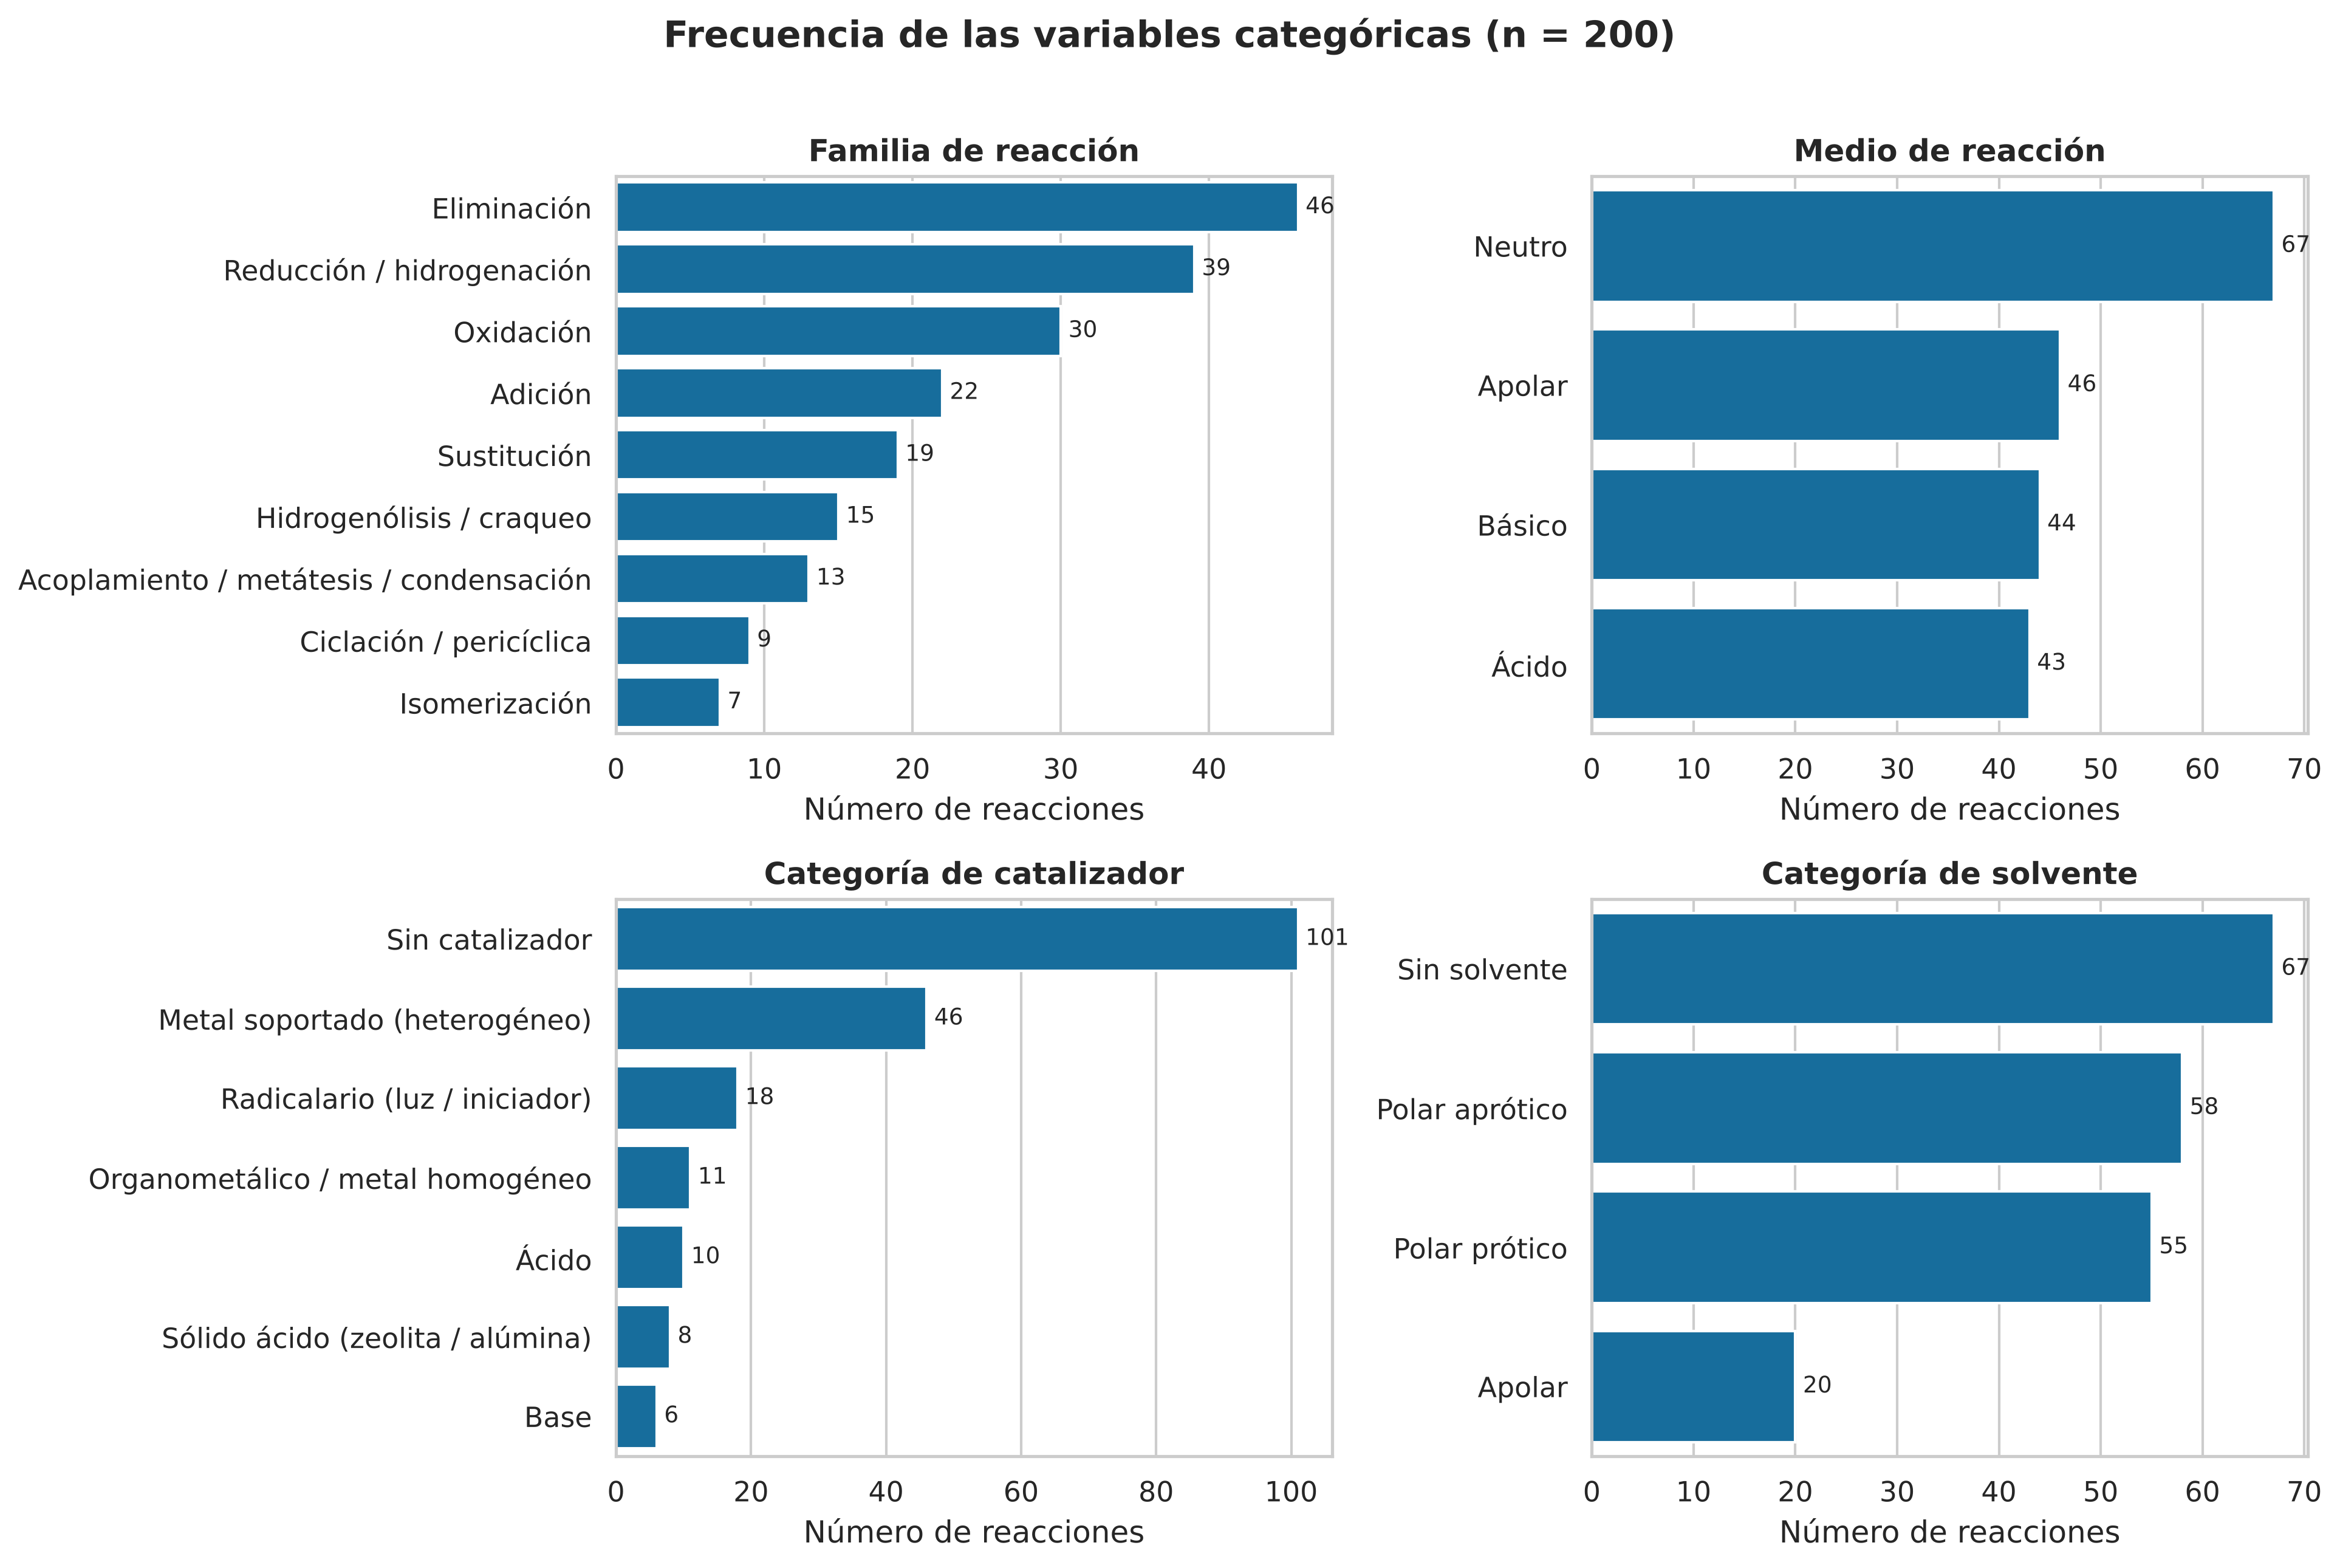 Frecuencia de las variables categóricas (n = 200)
Familia de reacción
Eliminación 46
Reducción / hidrogenación 39
Oxidación 30
Adición 22
Sustitución 19
Hidrogenólisis / craqueo 15
Acoplamiento / metátesis / condensación 13
Ciclación / pericíclica 9
Isomerización 7
0 10 20 30 40
Número de reacciones
Medio de reacción
Neutro 67
Apolar 46
Básico 44
Ácido 43
0 10 20 30 40 50 60 70
Número de reacciones
Categoría de catalizador
Sin catalizador 101
Metal soportado (heterogéneo) 46
Radicalario (luz / iniciador) 18
Organometálico / metal homogéneo 11
Ácido 10
Sólido ácido (zeolita / alúmina) 8
Base 6
0 20 40 60 80 100
Número de reacciones
Categoría de solvente
Sin solvente 67
Polar aprótico 58
Polar prótico 55
Apolar 20
0 10 20 30 40 50 60 70
Número de reacciones